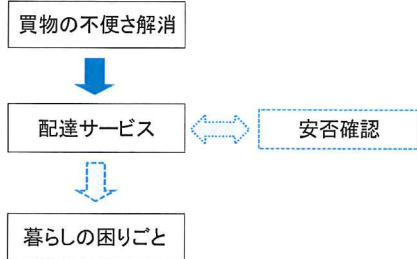 買物の不便さ解消
配達サービス
安否確認
暮らしの困りごと